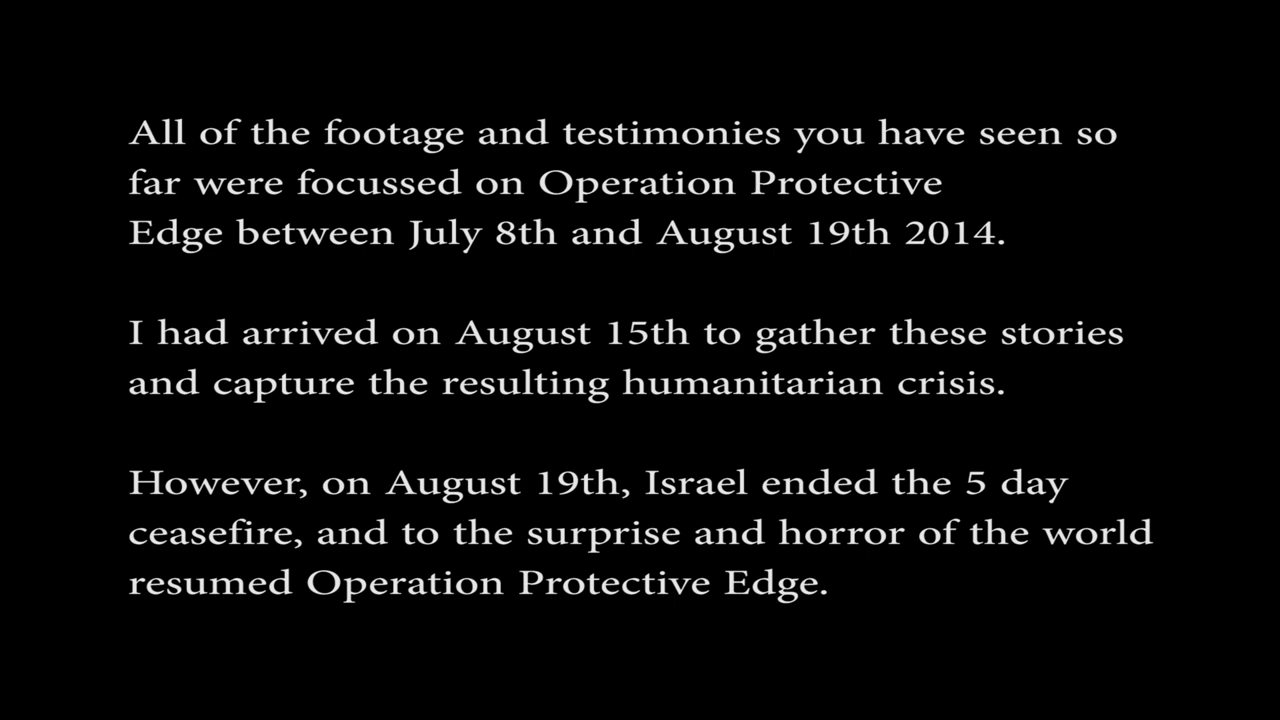 All of the footage and testimonies you have seen so
far were focussed on Operation Protective
Edge between July 8th and August 19th 2014.
I had arrived on August 15th to gather these stories
and capture the resulting humanitarian crisis.
However, on August 19th, Israel ended the 5 day
ceasefire, and to the surprise and horror of the world
resumed Operation Protective Edge.